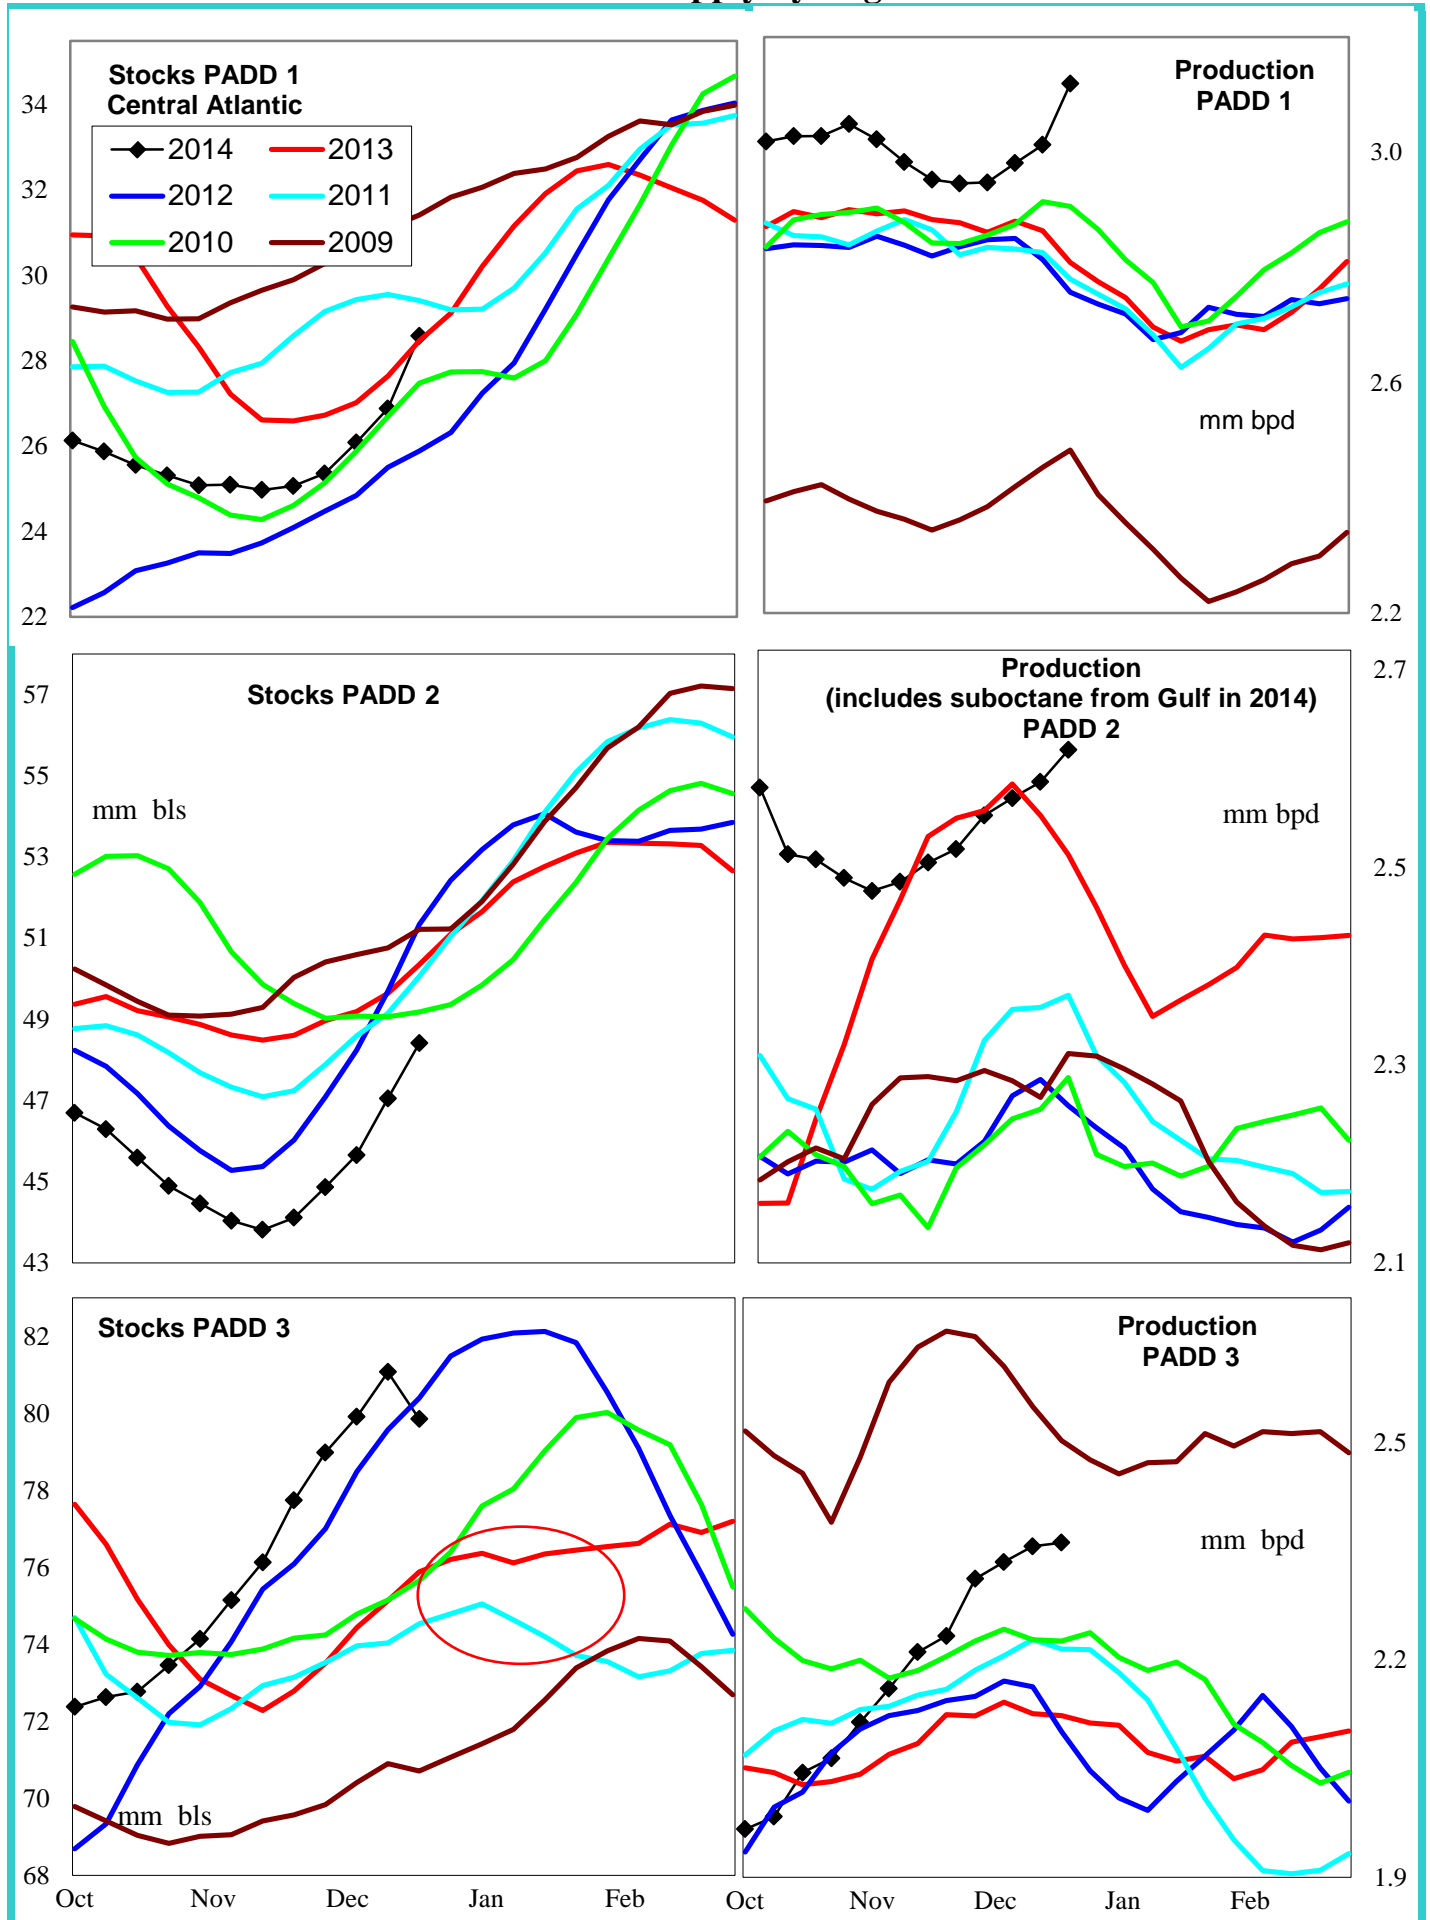 Stocks PADD 1
Central Atlantic
2014 2013
2012 2011
2010 2009
34
32
30
28
26
24
22
Production
PADD 1
mm bpd
3.0
2.6
2.2
Stocks PADD 2
mm bls
57
55
53
51
49
47
45
43
Production
(includes suboctane from Gulf in 2014)
PADD 2
mm bpd
2.7
2.5
2.3
2.1
Stocks PADD 3
mm bls
82
80
78
76
74
72
70
68
Oct Nov Dec Jan Feb
Production
PADD 3
mm bpd
2.5
2.2
1.9
Oct Nov Dec Jan Feb